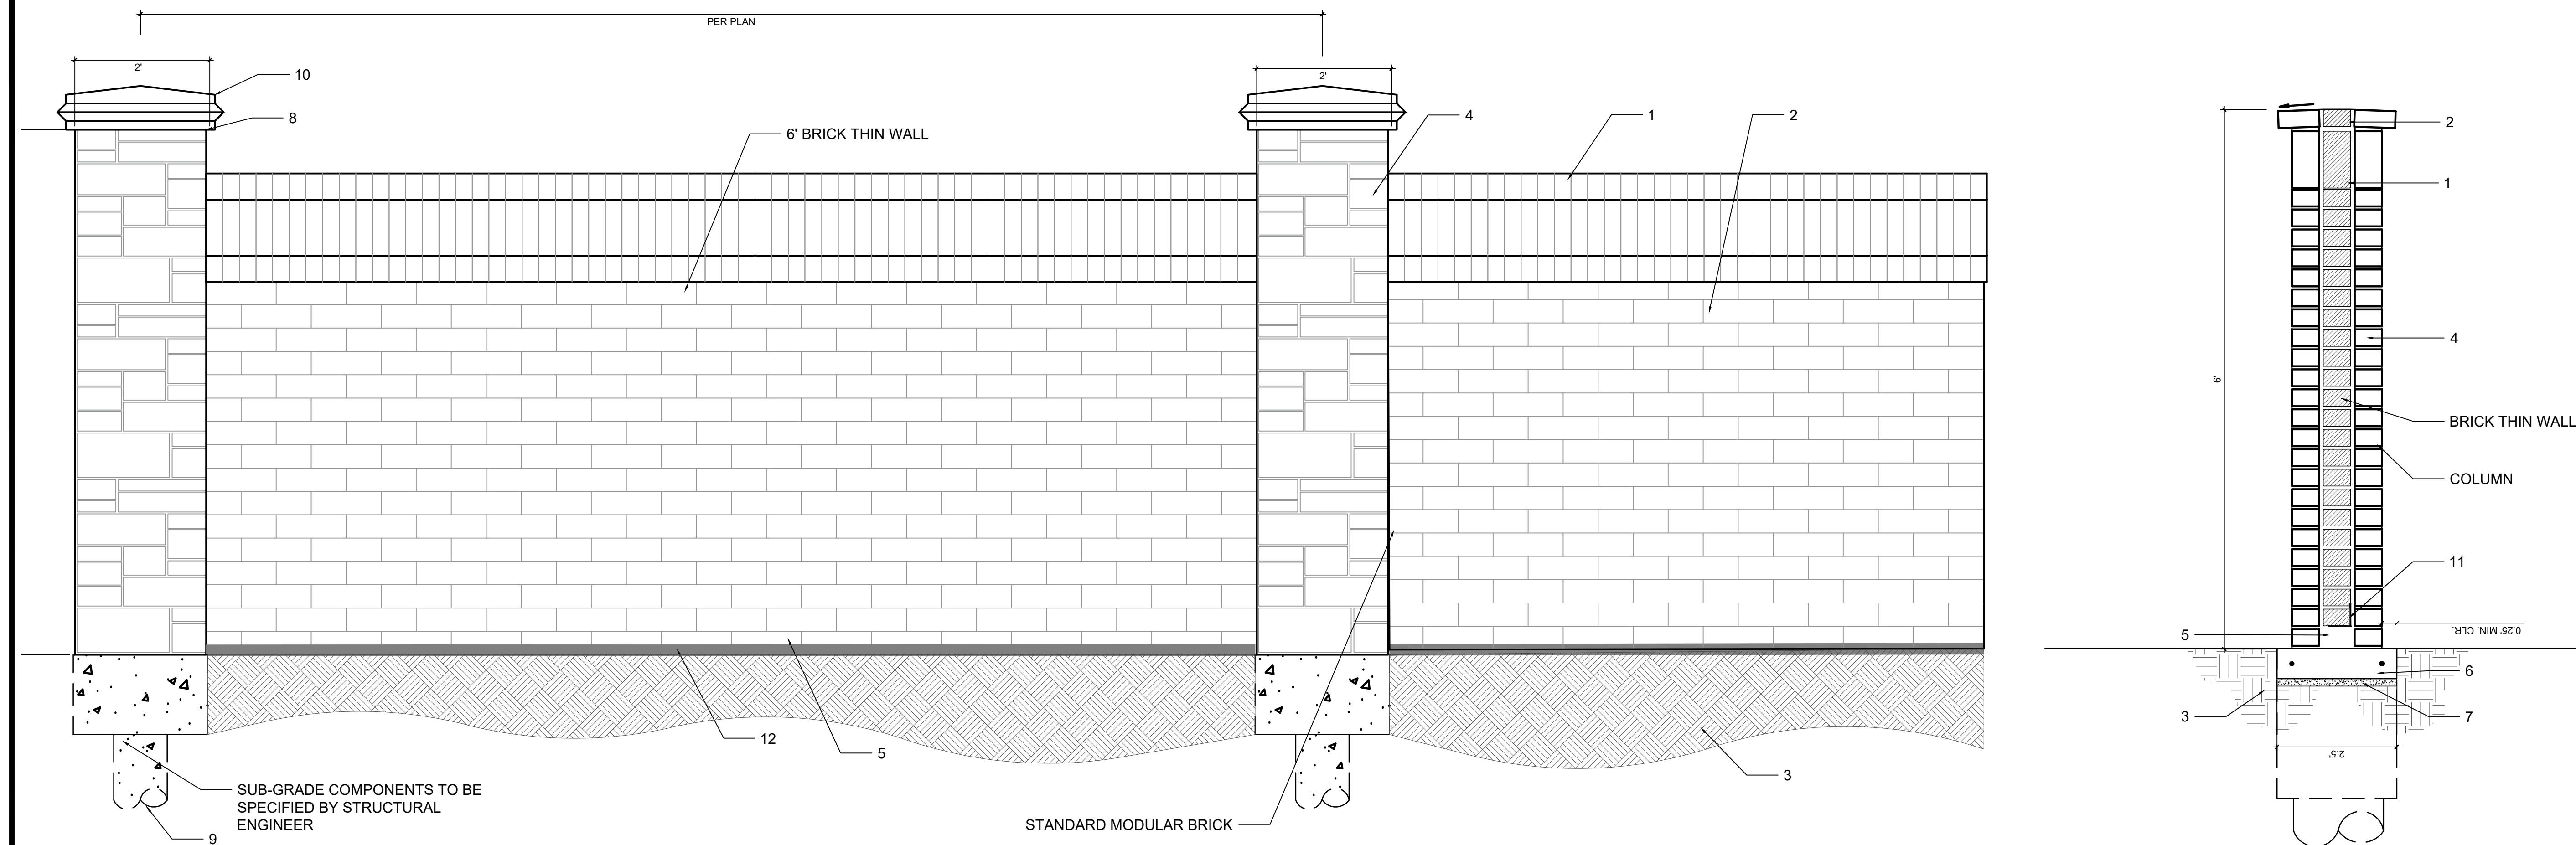 PER PLAN
2'
2'
10
8
6' BRICK THIN WALL
4
1
2
2
1
6'
4
BRICK THIN WALL
COLUMN
11
0.25' MIN. CLR.
5
6
3
7
2.5'
12
5
3
SUB-GRADE COMPONENTS TO BE
SPECIFIED BY STRUCTURAL
ENGINEER
9
STANDARD MODULAR BRICK